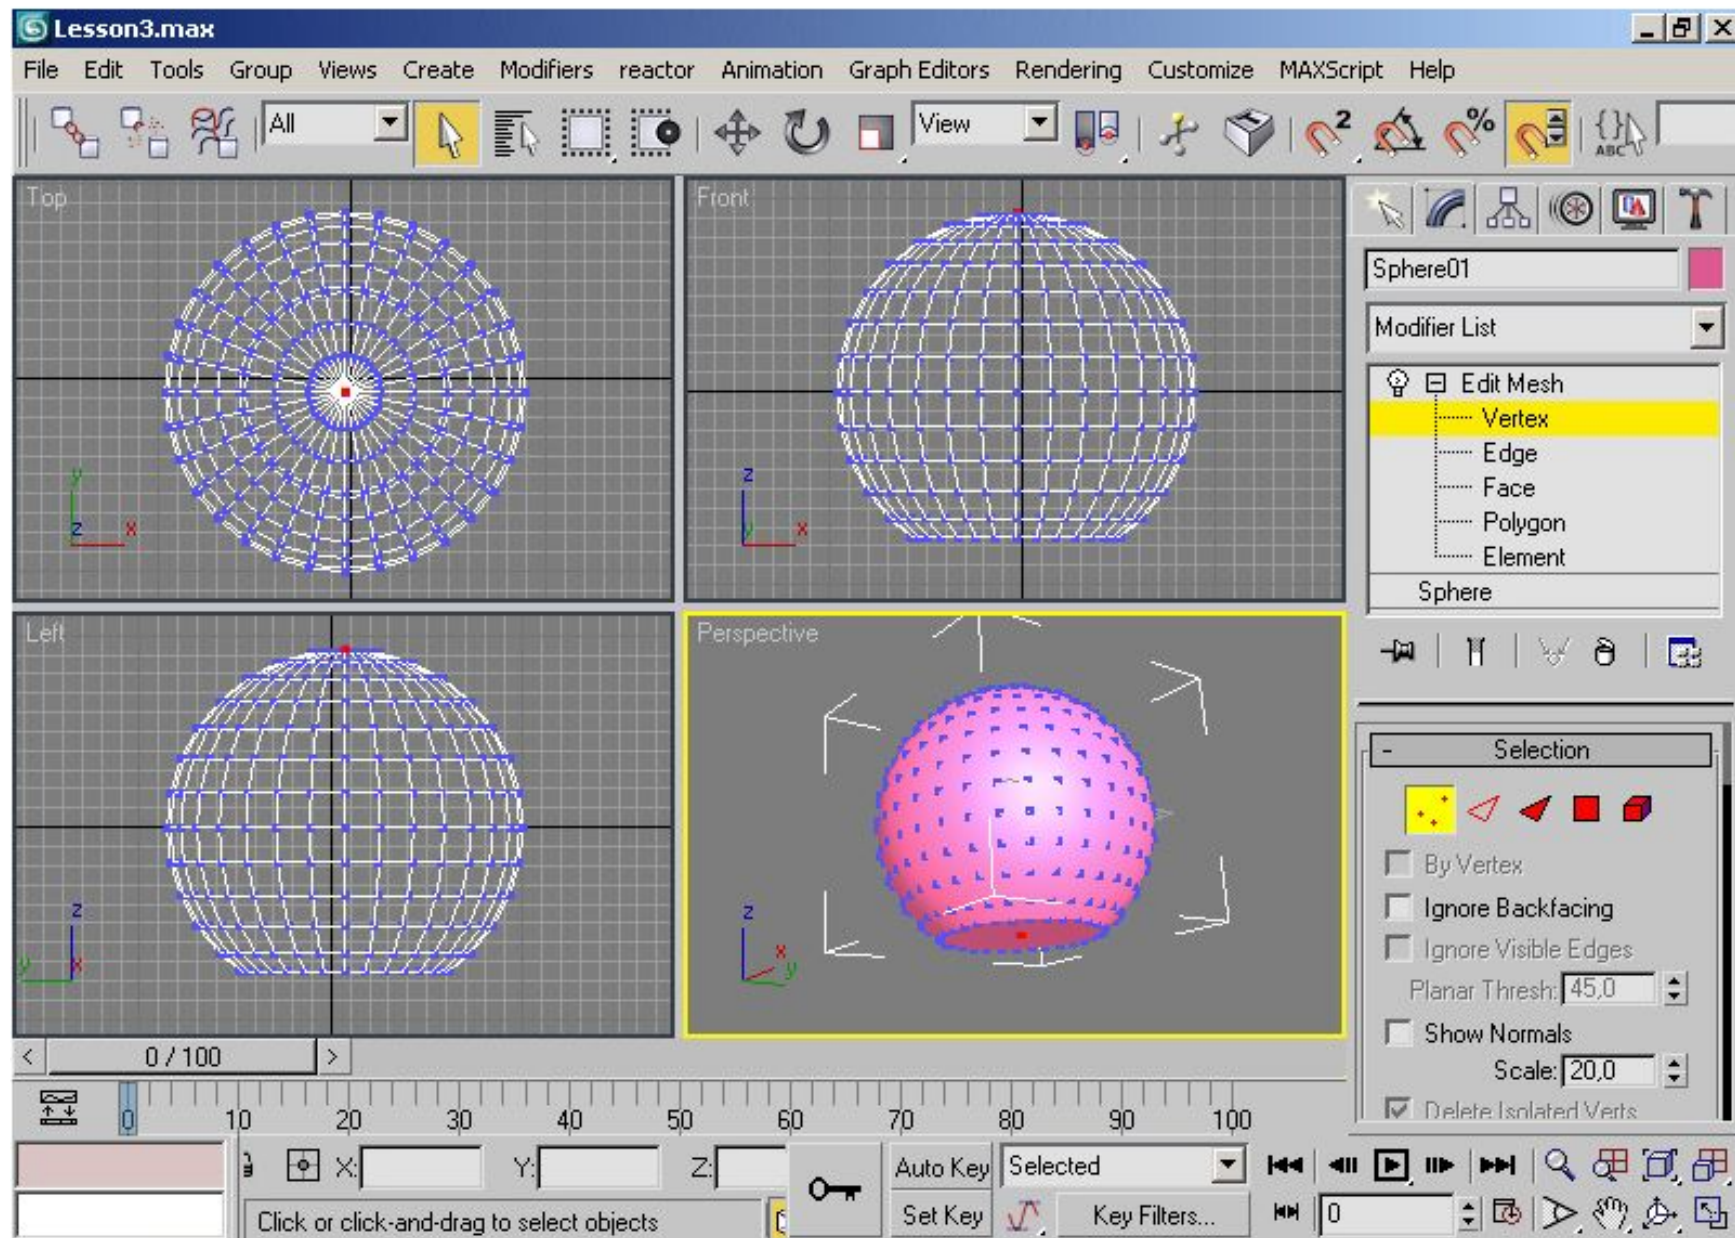 Lesson3.max
File Edit Tools Group Views Create Modifiers reactor Animation Graph Editors Rendering Customize MAXScript Help
All View 2 % {} ABC
Top
Front
Sphere01
Modifier List
Edit Mesh
Vertex
Edge
Face
Polygon
Element
Sphere
y z x
z y x
Left
Perspective
Selection
By Vertex
Ignore Backfacing
Ignore Visible Edges
Planar Thresh: 45,0
Show Normals
Scale: 20,0
Delete Isolated Verts
z y x
z x y
< 0 / 100 >
0 10 20 30 40 50 60 70 80 90 100
X: Y: Z: Auto Key Selected
Click or click-and-drag to select objects Set Key Key Filters... 0